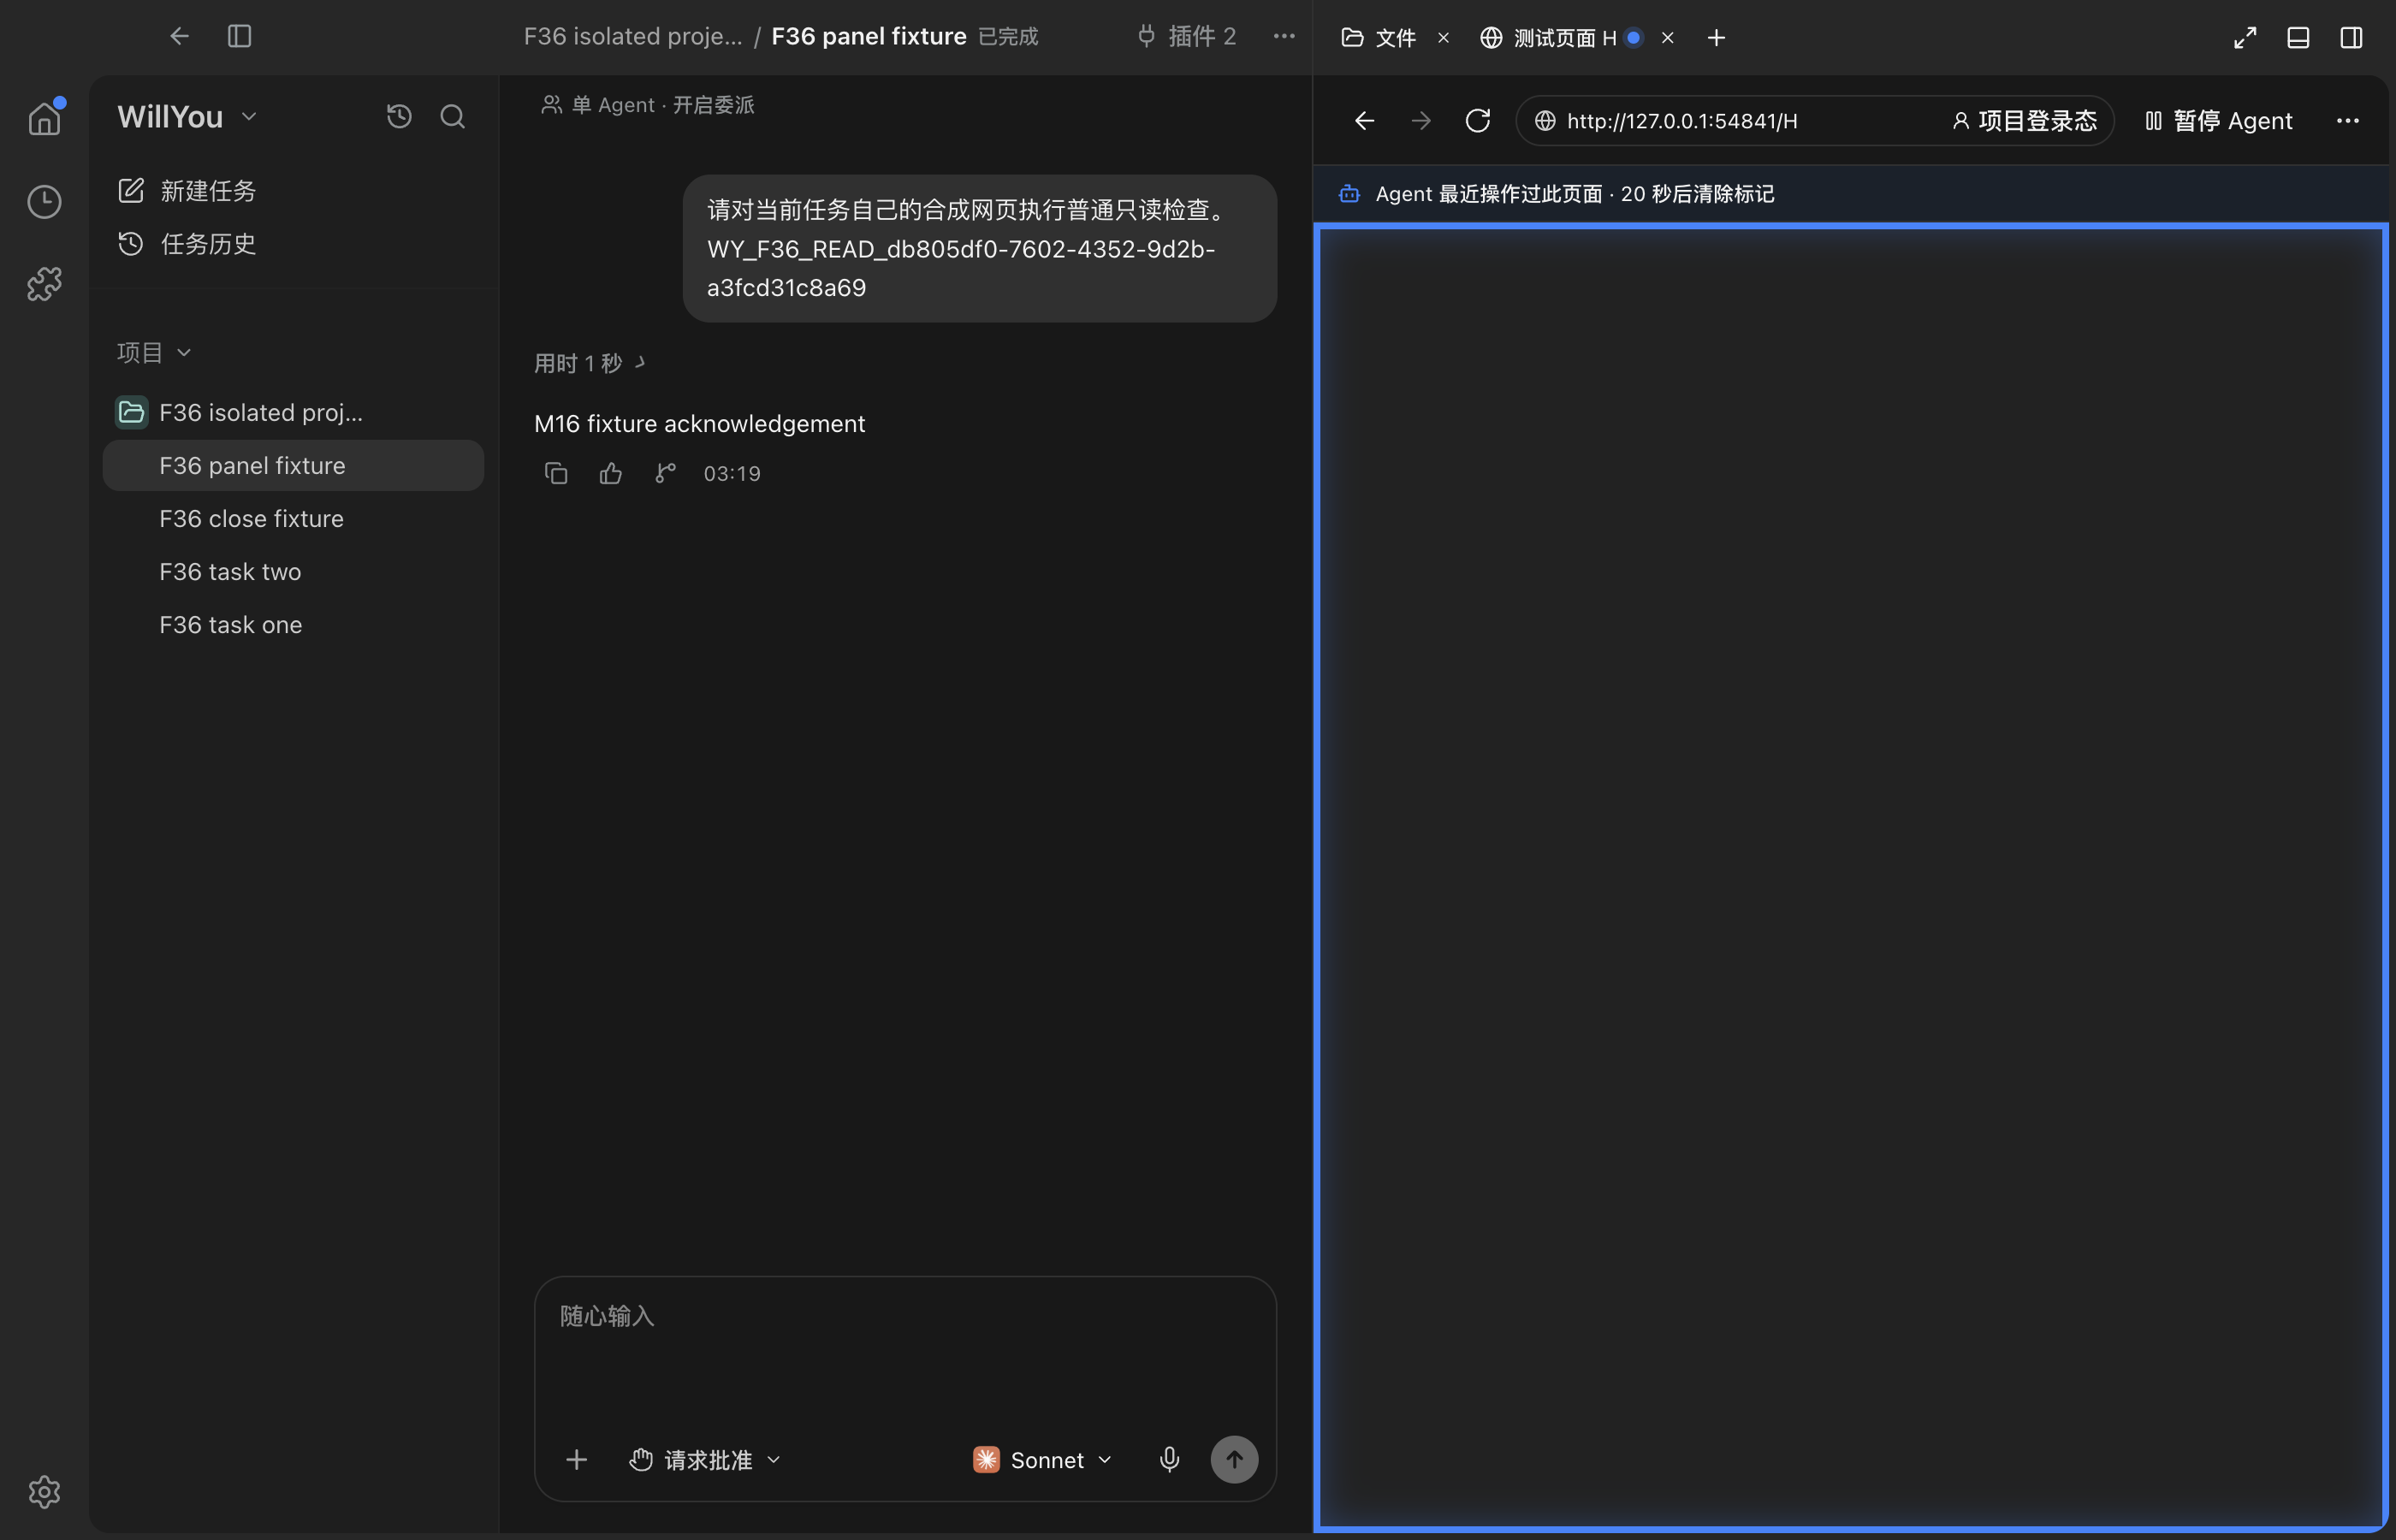 F36 isolated proje... / F36 panel fixture 已完成
插件 2
文件
测试页面 H
WillYou
新建任务
任务历史
项目
F36 isolated proj...
F36 panel fixture
F36 close fixture
F36 task two
F36 task one
单 Agent · 开启委派
请对当前任务自己的合成网页执行普通只读检查。
WY_F36_READ_db805df0-7602-4352-9d2b-
a3fcd31c8a69
用时 1 秒
M16 fixture acknowledgement
03:19
随心输入
请求批准
Sonnet
http://127.0.0.1:54841/H
项目登录态
暂停 Agent
Agent 最近操作过此页面 · 20 秒后清除标记